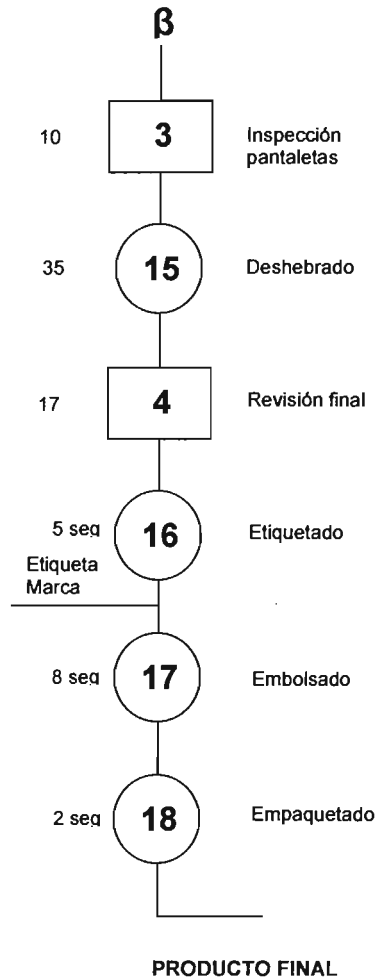 β
10 3 Inspección
pantaletas
35 15 Deshebrado
17 4 Revisión final
5 seg 16 Etiquetado
Etiqueta
Marca
8 seg 17 Embolsado
2 seg 18 Empaquetado
PRODUCTO FINAL